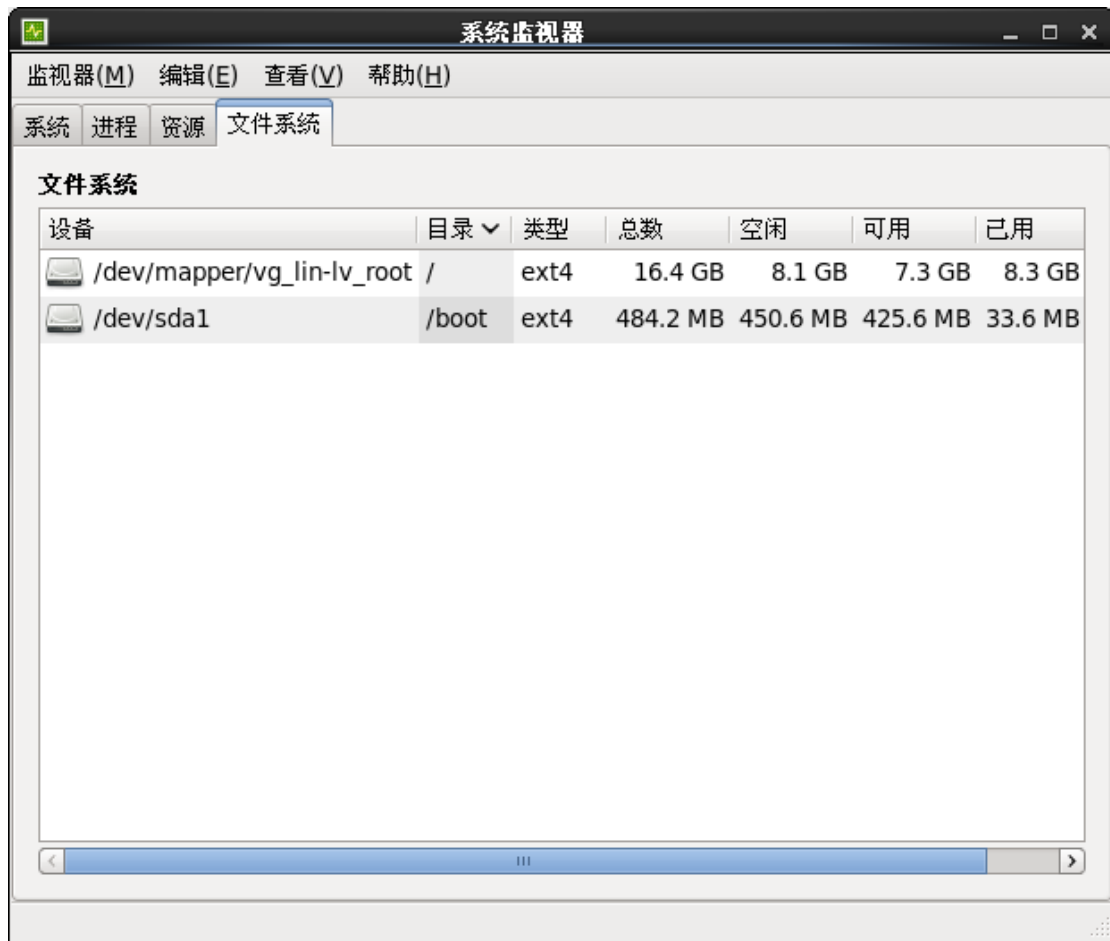 系统监视器
监视器(M) 编辑(E) 查看(V) 帮助(H)
系统 进程 资源 文件系统
文件系统
设备 目录 类型 总数 空闲 可用 已用
/dev/mapper/vg_lin-lv_root / ext4 16.4 GB 8.1 GB 7.3 GB 8.3 GB
/dev/sda1 /boot ext4 484.2 MB 450.6 MB 425.6 MB 33.6 MB